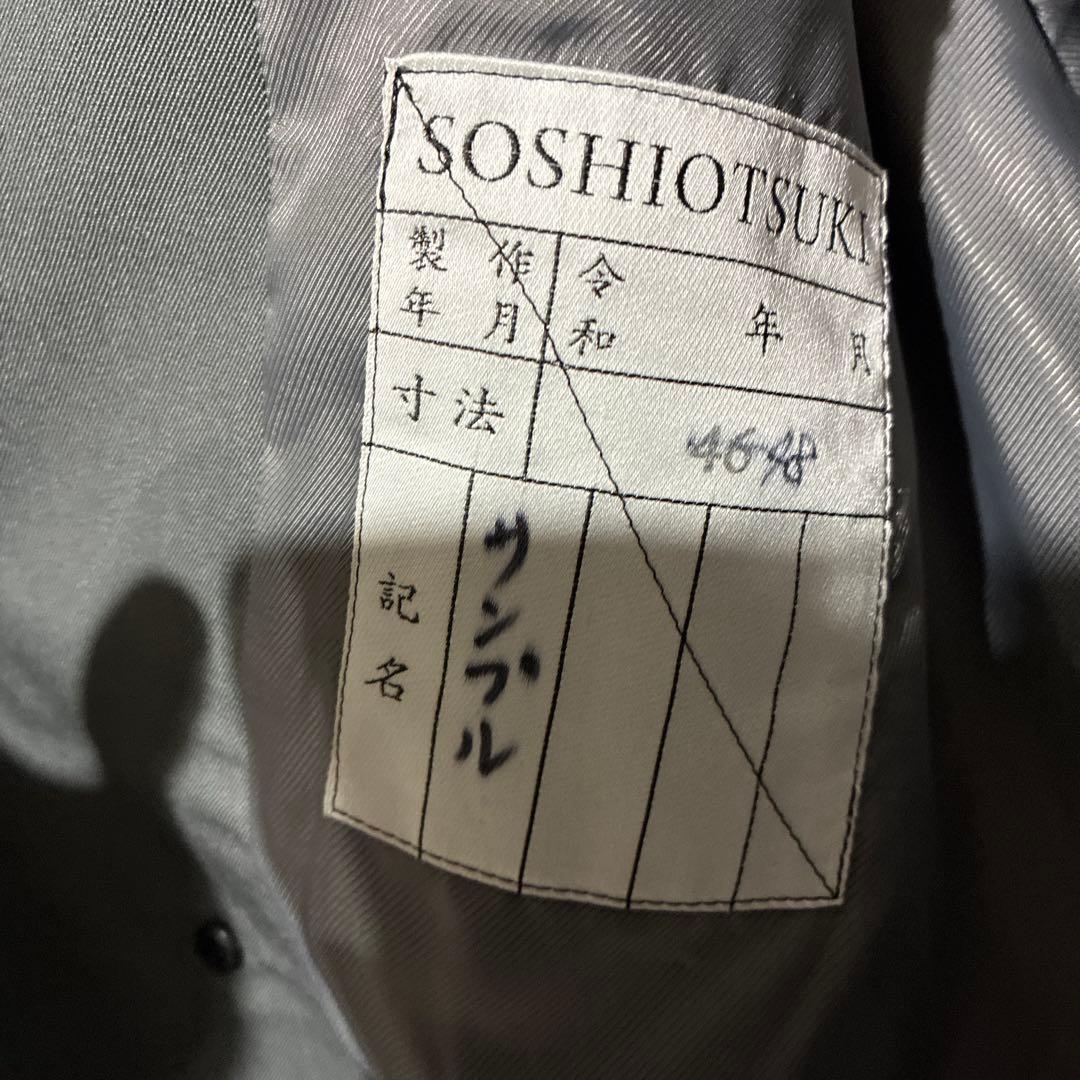 SOSHIOTSUKI
製作
年月
令和 年 月
寸法
46-48
記名
サンプル